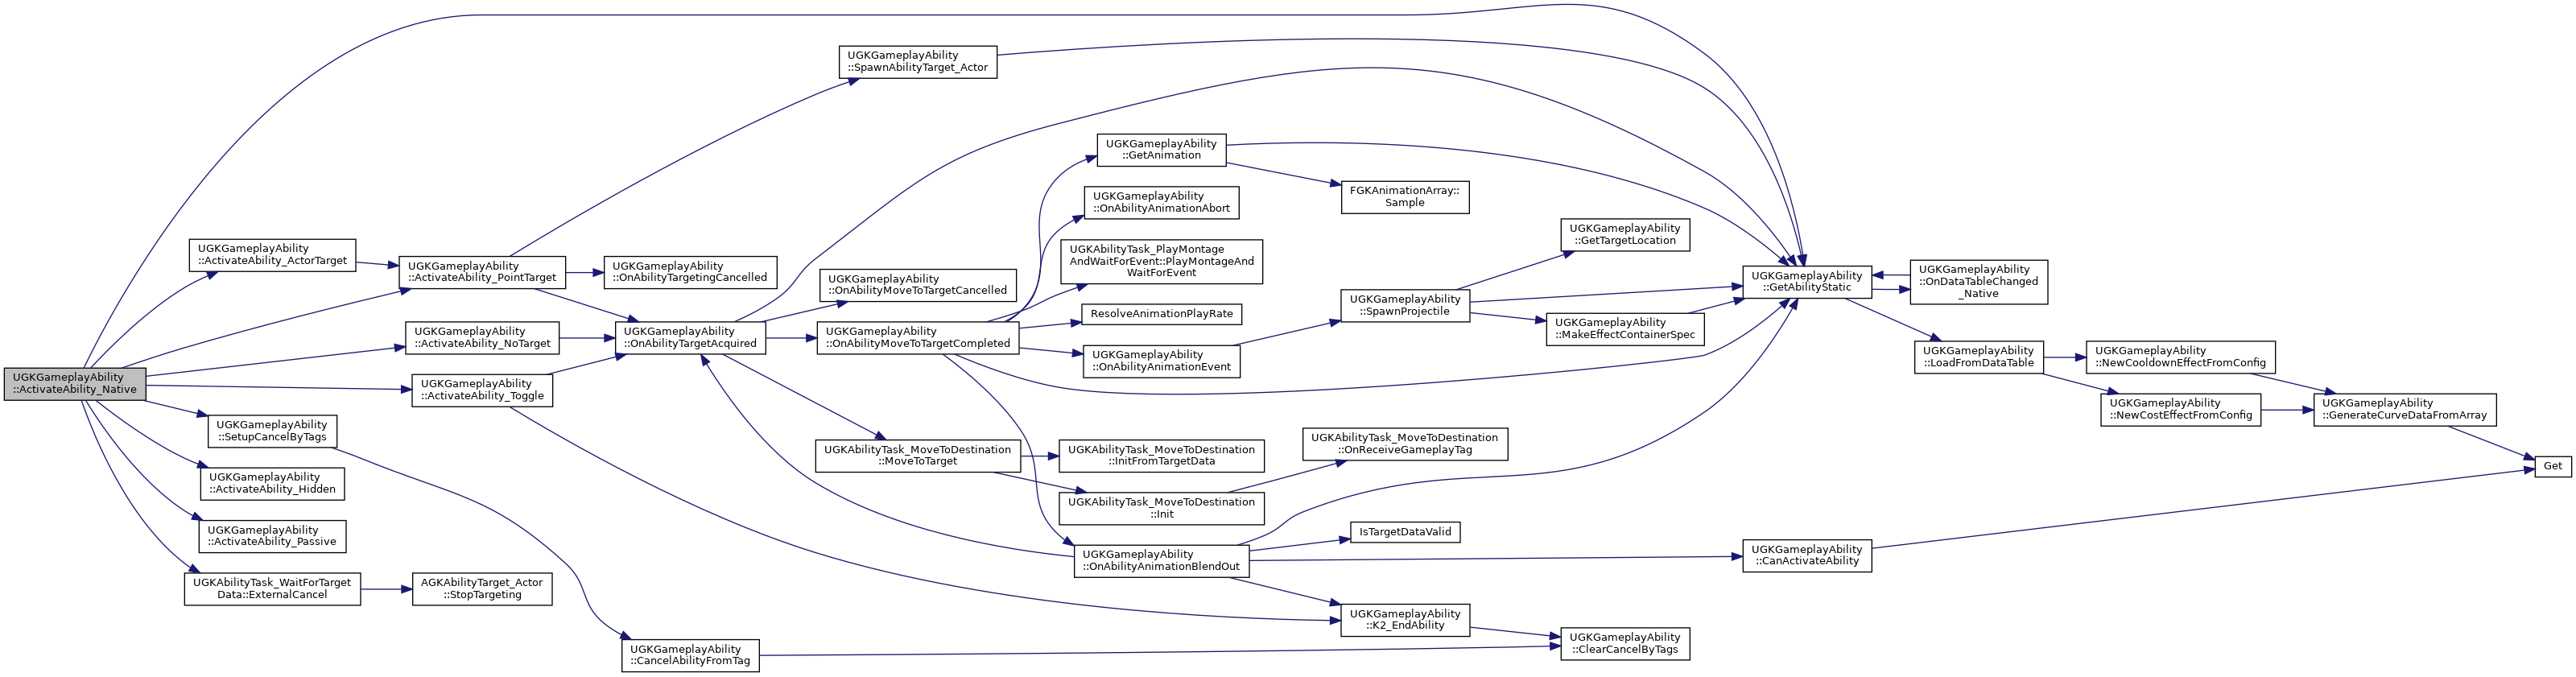 UGKGameplayAbility
::ActivateAbility_Native
UGKGameplayAbility
::ActivateAbility_ActorTarget
UGKGameplayAbility
::ActivateAbility_PointTarget
UGKGameplayAbility
::ActivateAbility_NoTarget
UGKGameplayAbility
::ActivateAbility_Toggle
UGKGameplayAbility
::SetupCancelByTags
UGKGameplayAbility
::ActivateAbility_Hidden
UGKGameplayAbility
::ActivateAbility_Passive
UGKAbilityTask_WaitForTarget
Data::ExternalCancel
AGKAbilityTarget_Actor
::StopTargeting
UGKGameplayAbility
::OnAbilityTargetingCancelled
UGKGameplayAbility
::OnAbilityTargetAcquired
UGKGameplayAbility
::CancelAbilityFromTag
UGKGameplayAbility
::SpawnAbilityTarget_Actor
UGKGameplayAbility
::OnAbilityMoveToTargetCancelled
UGKGameplayAbility
::OnAbilityMoveToTargetCompleted
UGKAbilityTask_MoveToDestination
::MoveToTarget
UGKGameplayAbility
::GetAnimation
UGKGameplayAbility
::OnAbilityAnimationAbort
UGKAbilityTask_PlayMontage
AndWaitForEvent::PlayMontageAnd
WaitForEvent
ResolveAnimationPlayRate
UGKGameplayAbility
::OnAbilityAnimationEvent
UGKAbilityTask_MoveToDestination
::InitFromTargetData
UGKAbilityTask_MoveToDestination
::Init
UGKGameplayAbility
::OnAbilityAnimationBlendOut
FGKAnimationArray::
Sample
UGKGameplayAbility
::SpawnProjectile
UGKAbilityTask_MoveToDestination
::OnReceiveGameplayTag
IsTargetDataValid
UGKGameplayAbility
::K2_EndAbility
UGKGameplayAbility
::GetTargetLocation
UGKGameplayAbility
::MakeEffectContainerSpec
UGKGameplayAbility
::ClearCancelByTags
UGKGameplayAbility
::GetAbilityStatic
UGKGameplayAbility
::CanActivateAbility
UGKGameplayAbility
::OnDataTableChanged
_Native
UGKGameplayAbility
::LoadFromDataTable
UGKGameplayAbility
::NewCooldownEffectFromConfig
UGKGameplayAbility
::NewCostEffectFromConfig
UGKGameplayAbility
::GenerateCurveDataFromArray
Get